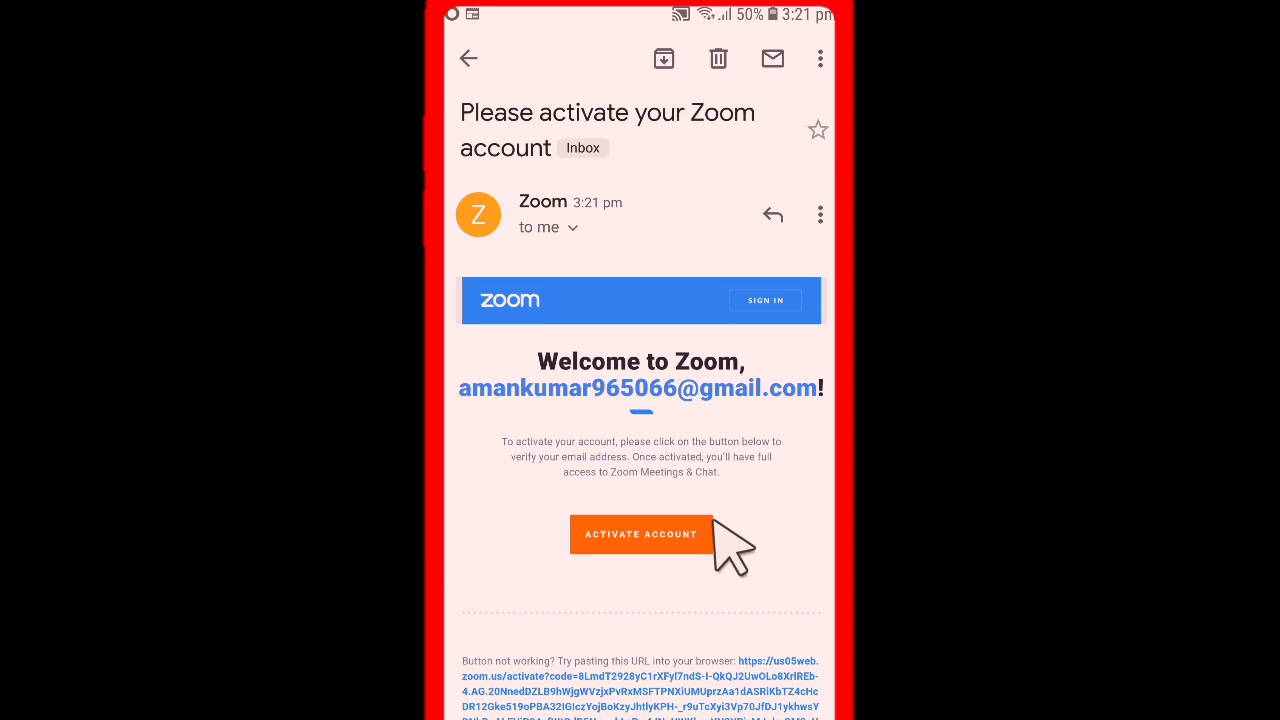 50% 3:21 pm
Please activate your Zoom
account Inbox
Z
Zoom 3:21 pm
to me
zoom SIGN IN
Welcome to Zoom,
amankumar965066@gmail.com!
To activate your account, please click on the button below to
verify your email address. Once activated, you'll have full
access to Zoom Meetings & Chat.
ACTIVATE ACCOUNT
Button not working? Try pasting this URL into your browser: https://us05web.
zoom.us/activate?code=8LmdT2928yC1rXFyl7ndS-I-QkQJ2UwOLo8XrlREb-
4.AG.20NnedDZLB9hWjgWVzjxPvRxMSFTPNXiUMUprzAa1dASRiKbTZ4cHc
DR12Gke519oPBA32IGIczYojBoKzyJhtlyKPH-_r9uTcXyi3Vp70JfDJ1ykhwsY